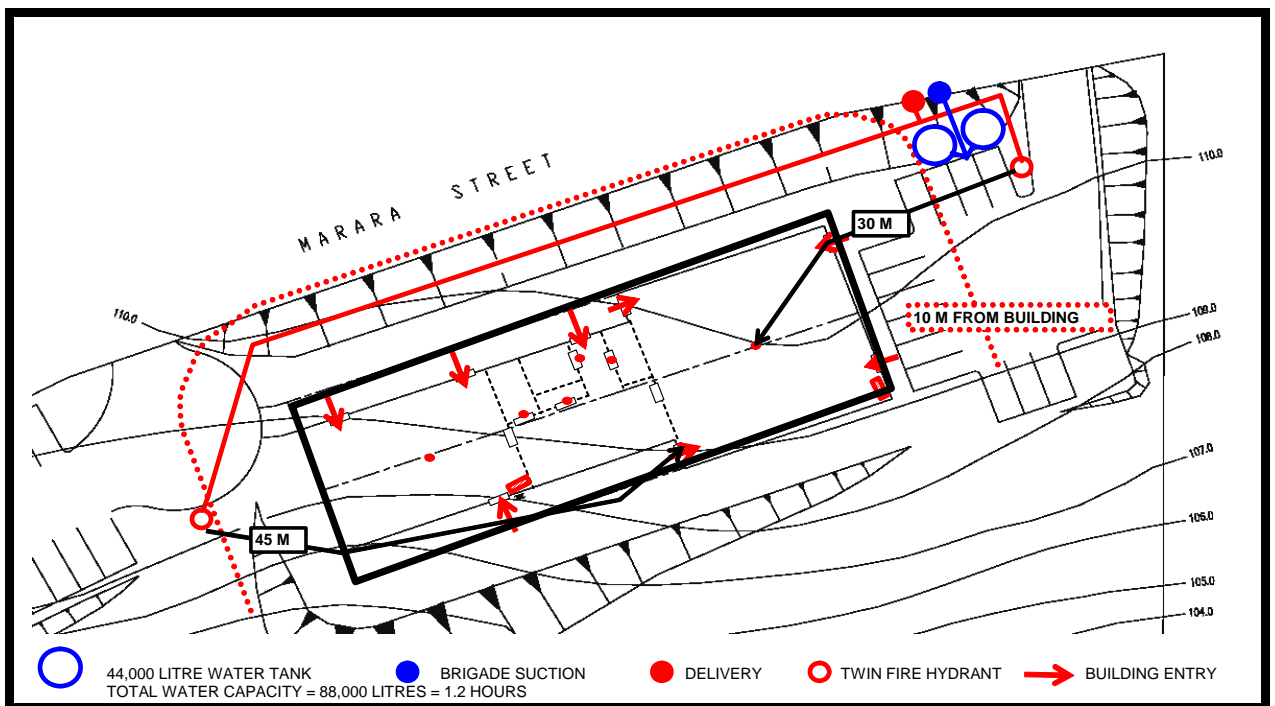 MARARA STREET
110.0
30 M
110.0
10 M FROM BUILDING
109.0
108.0
107.0
45 M
106.0
105.0
104.0
44,000 LITRE WATER TANK
BRIGADE SUCTION
DELIVERY
TWIN FIRE HYDRANT
BUILDING ENTRY
TOTAL WATER CAPACITY = 88,000 LITRES = 1.2 HOURS